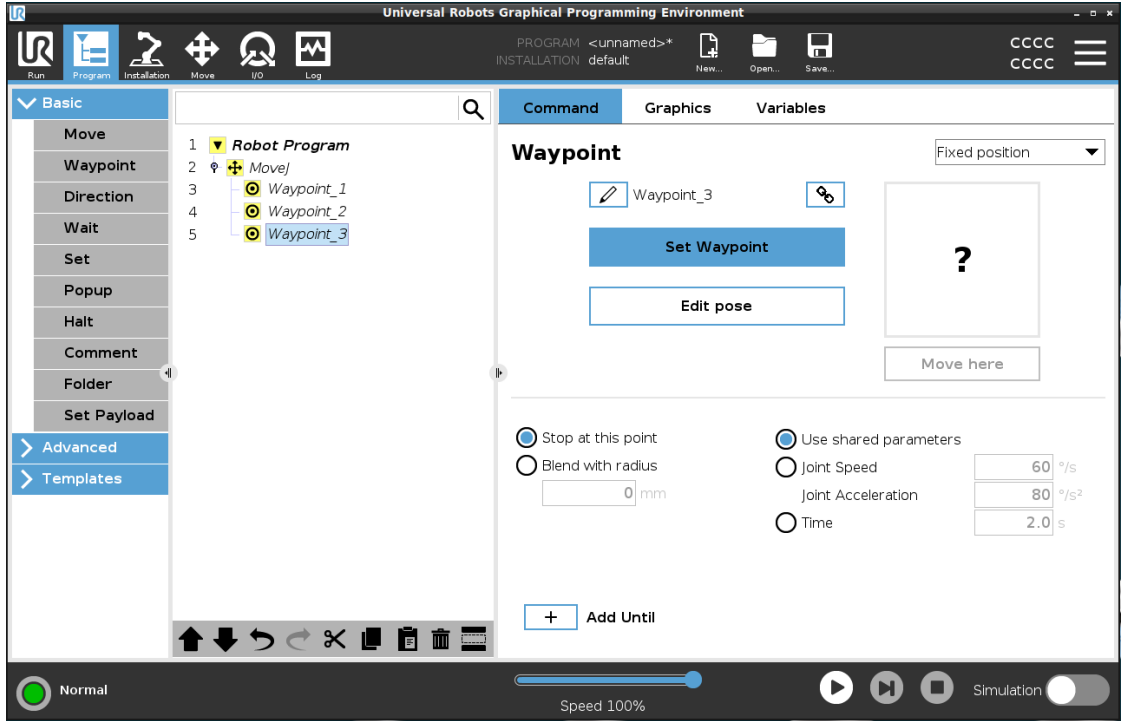 UR Universal Robots Graphical Programming Environment
UR Run Program Installation Move I/O Log
PROGRAM <unnamed>*
INSTALLATION default
New... Open... Save...
CCCC
CCCC
Basic
Move
Waypoint
Direction
Wait
Set
Popup
Halt
Comment
Folder
Set Payload
Advanced
Templates
1 Robot Program
2 MoveJ
3 Waypoint_1
4 Waypoint_2
5 Waypoint_3
Command Graphics Variables
Waypoint
Fixed position
Waypoint_3
Set Waypoint
Edit pose
?
Move here
Stop at this point
Blend with radius
0 mm
Use shared parameters
Joint Speed 60 °/s
Joint Acceleration 80 °/s²
Time 2.0 s
+ Add Until
Normal
Speed 100%
Simulation